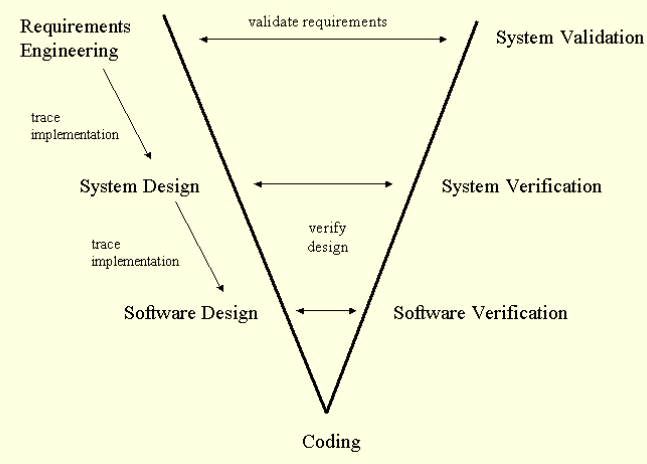 Requirements
Engineering
validate requirements
System Validation
trace
implementation
System Design
System Verification
verify
design
trace
implementation
Software Design
Software Verification
Coding